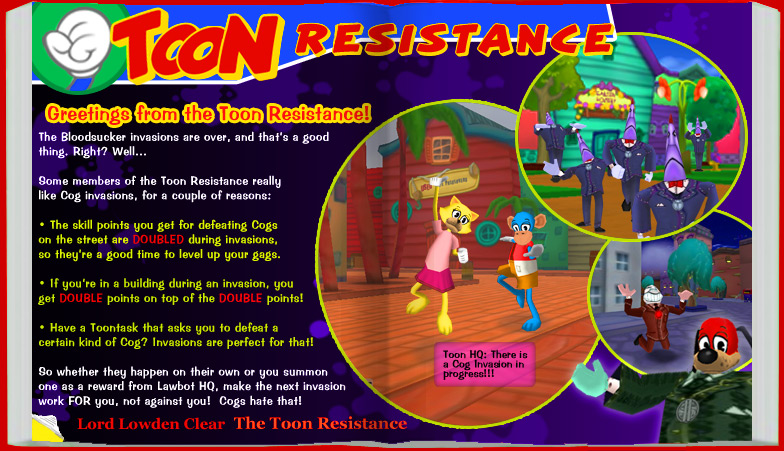 TOON RESISTANCE
Greetings from the Toon Resistance!
The Bloodsucker invasions are over, and that's a good
thing. Right? Well...
Some members of the Toon Resistance really
like Cog invasions, for a couple of reasons:
• The skill points you get for defeating Cogs
on the street are DOUBLED during invasions,
so they're a good time to level up your gags.
• If you're in a building during an invasion, you
get DOUBLE points on top of the DOUBLE points!
• Have a Toontask that asks you to defeat a
certain kind of Cog? Invasions are perfect for that!
So whether they happen on their own or you summon
one as a reward from Lawbot HQ, make the next invasion
work FOR you, not against you! Cogs hate that!
Lord Lowden Clear The Toon Resistance
Toon HQ: There is
a Cog Invasion in
progress!!!